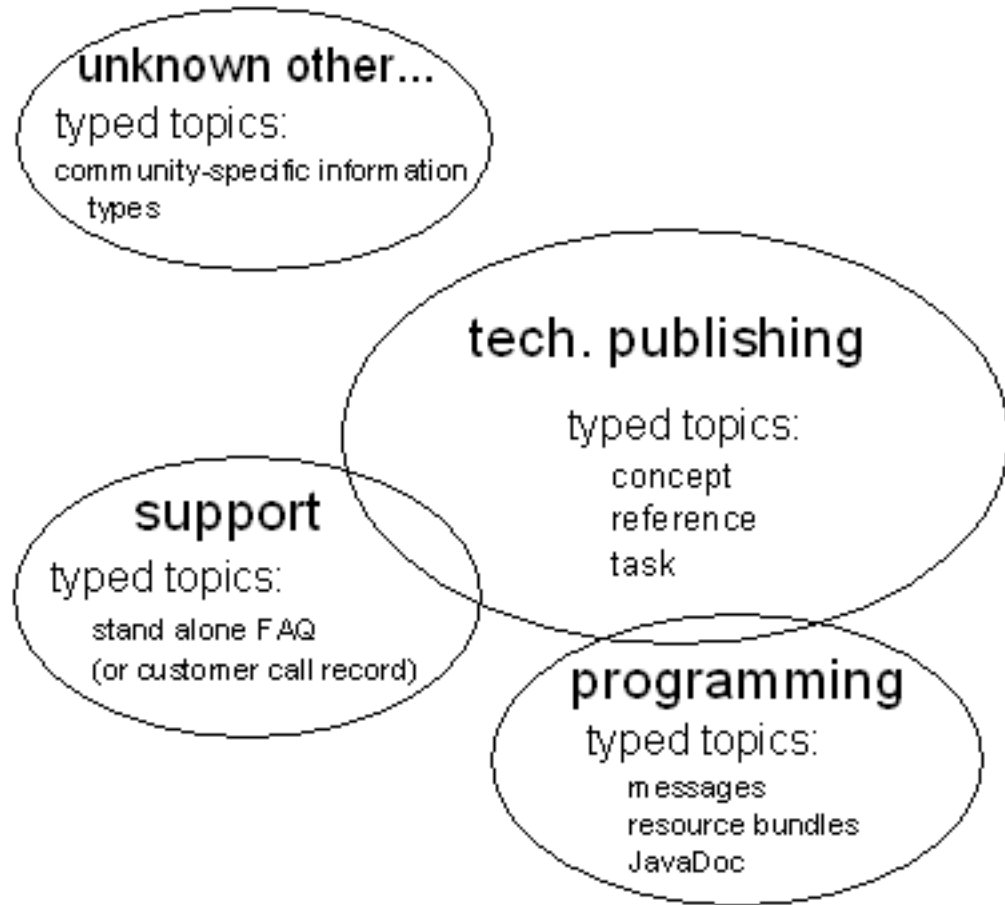 unknown other...
typed topics:
community-specific information
types
tech. publishing
typed topics:
concept
reference
task
support
typed topics:
stand alone FAQ
(or customer call record)
programming
typed topics:
messages
resource bundles
JavaDoc